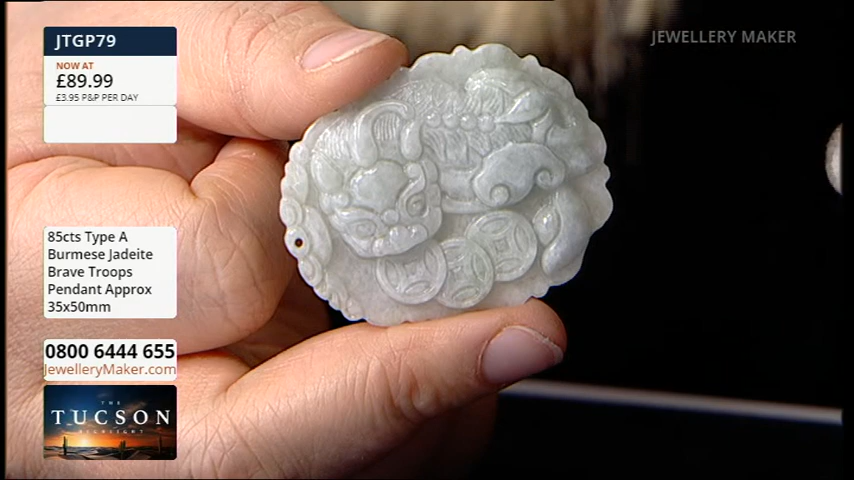 JTGP79
NOW AT
£89.99
£3.95 P&P PER DAY
JEWELLERY MAKER
85cts Type A
Burmese Jadeite
Brave Troops
Pendant Approx
35x50mm
0800 6444 655
JewelleryMaker.com
THE
TUCSON
HIGHLIGHT